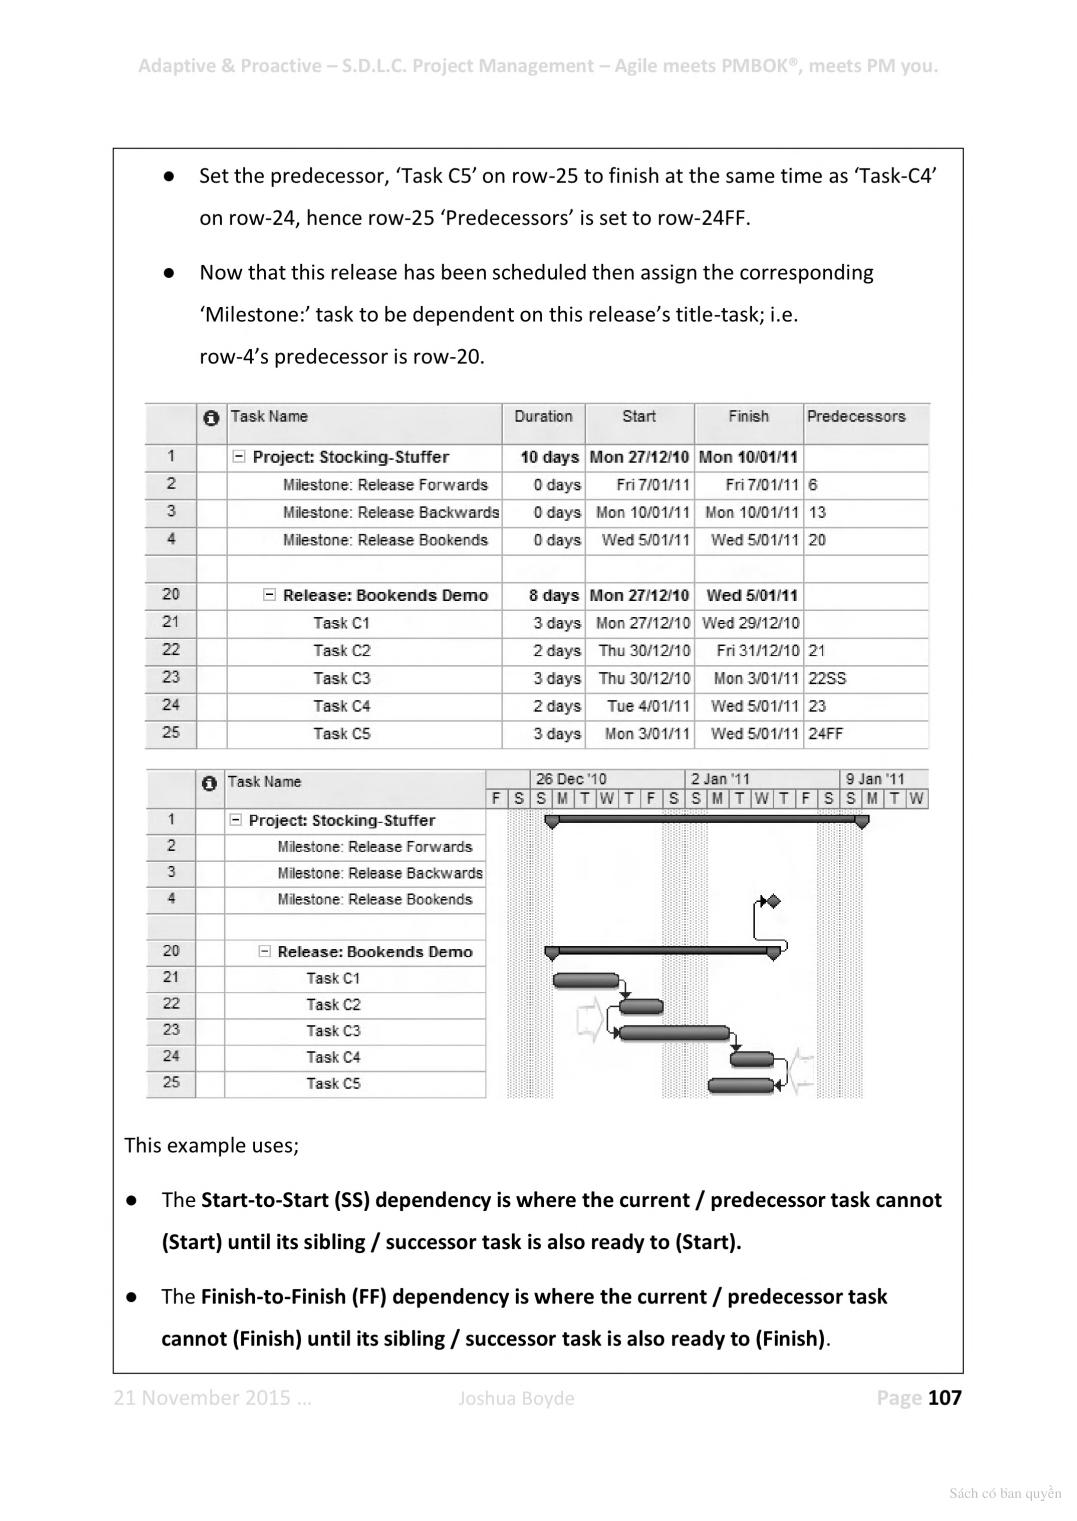 Adaptive & Proactive – S.D.L.C. Project Management – Agile meets PMBOK®, meets PM you.
● Set the predecessor, ‘Task C5’ on row-25 to finish at the same time as ‘Task-C4’
on row-24, hence row-25 ‘Predecessors’ is set to row-24FF.
● Now that this release has been scheduled then assign the corresponding
‘Milestone:’ task to be dependent on this release’s title-task; i.e.
row-4’s predecessor is row-20.
Task Name Duration Start Finish Predecessors
1 Project: Stocking-Stuffer 10 days Mon 27/12/10 Mon 10/01/11
2 Milestone: Release Forwards 0 days Fri 7/01/11 Fri 7/01/11 6
3 Milestone: Release Backwards 0 days Mon 10/01/11 Mon 10/01/11 13
4 Milestone: Release Bookends 0 days Wed 5/01/11 Wed 5/01/11 20
20 Release: Bookends Demo 8 days Mon 27/12/10 Wed 5/01/11
21 Task C1 3 days Mon 27/12/10 Wed 29/12/10
22 Task C2 2 days Thu 30/12/10 Fri 31/12/10 21
23 Task C3 3 days Thu 30/12/10 Mon 3/01/11 22SS
24 Task C4 2 days Tue 4/01/11 Wed 5/01/11 23
25 Task C5 3 days Mon 3/01/11 Wed 5/01/11 24FF
Task Name 26 Dec '10 2 Jan '11 9 Jan '11
F S S M T W T F S S M T W T F S S M T W
1 Project: Stocking-Stuffer
2 Milestone: Release Forwards
3 Milestone: Release Backwards
4 Milestone: Release Bookends
20 Release: Bookends Demo
21 Task C1
22 Task C2
23 Task C3
24 Task C4
25 Task C5
This example uses;
● The Start-to-Start (SS) dependency is where the current / predecessor task cannot
(Start) until its sibling / successor task is also ready to (Start).
● The Finish-to-Finish (FF) dependency is where the current / predecessor task
cannot (Finish) until its sibling / successor task is also ready to (Finish).
21 November 2015 … Joshua Boyde Page 107
Sách có bản quyền